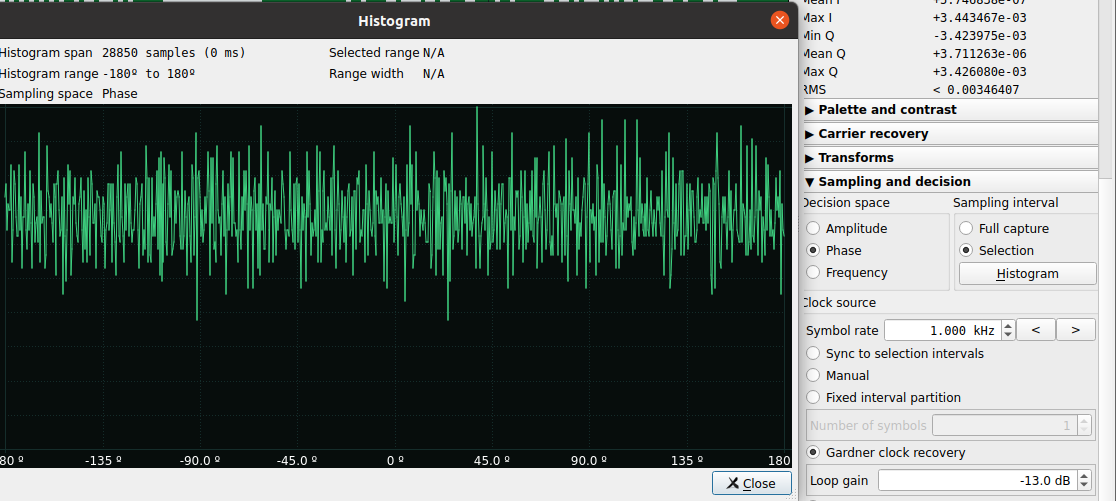 Histogram
Histogram span 28850 samples (0 ms) Selected range N/A
Histogram range -180º to 180º Range width N/A
Sampling space Phase
80 º -135 º -90.0 º -45.0 º 0 º 45.0 º 90.0 º 135 º 180
Close
Mean I +3.746838e-07
Max I +3.443467e-03
Min Q -3.423975e-03
Mean Q +3.711263e-06
Max Q +3.426080e-03
RMS < 0.00346407
▶ Palette and contrast
▶ Carrier recovery
▶ Transforms
▼ Sampling and decision
Decision space Sampling interval
Amplitude Full capture
Phase Selection
Frequency Histogram
Clock source
Symbol rate 1.000 kHz < >
Sync to selection intervals
Manual
Fixed interval partition
Number of symbols 1
Gardner clock recovery
Loop gain -13.0 dB